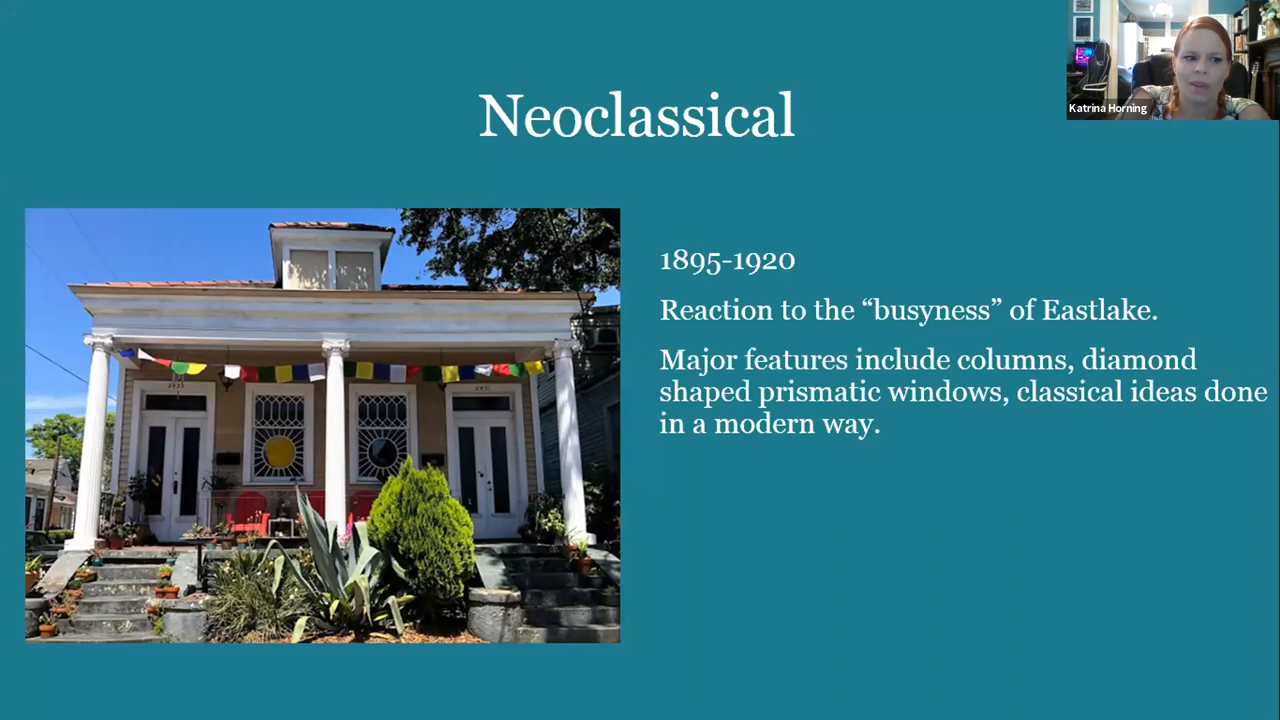 Katrina Horning
Neoclassical
1895-1920
Reaction to the “busyness” of Eastlake.
Major features include columns, diamond
shaped prismatic windows, classical ideas done
in a modern way.